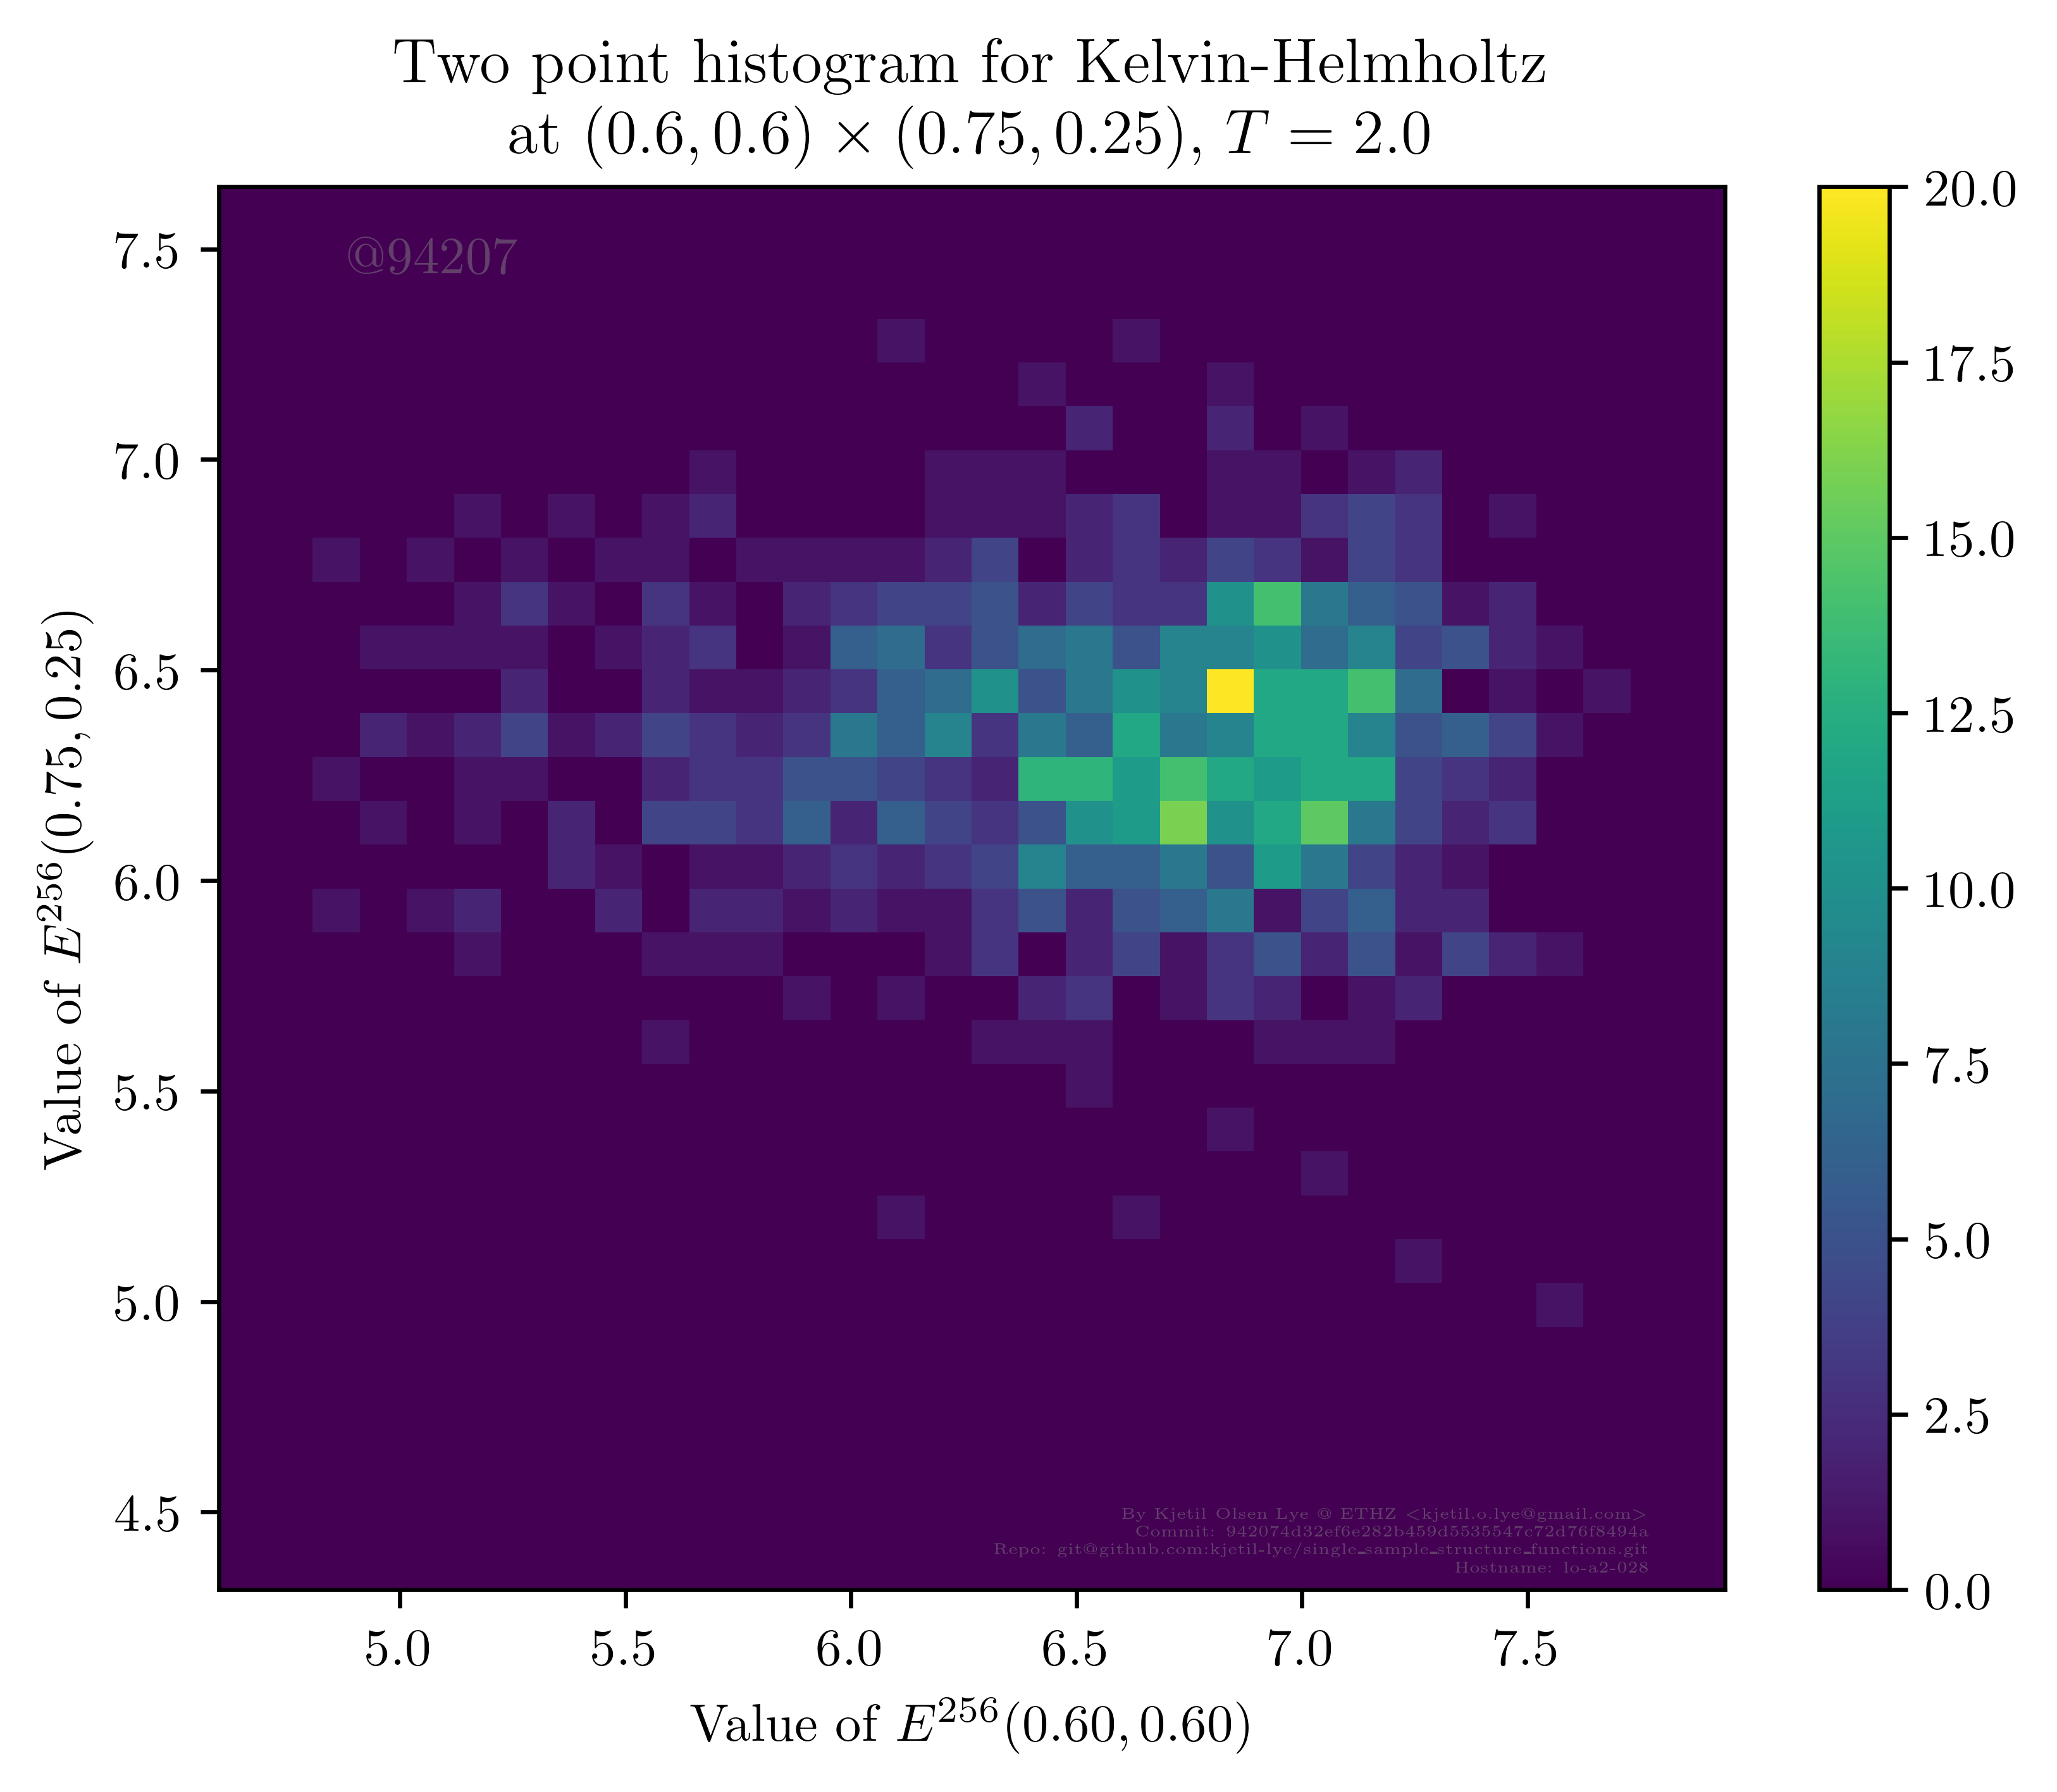 Two point histogram for Kelvin-Helmholtz
at (0.6, 0.6) × (0.75, 0.25), T = 2.0
@94207
7.5
7.0
6.5
6.0
5.5
5.0
4.5
Value of E^256(0.75, 0.25)
By Kjetil Olsen Lye @ ETHZ <kjetil.o.lye@gmail.com>
Commit: 942074d32ef6e282b459d5535547c72d76f8494a
Repo: git@github.com:kjetil-lye/single_sample_structure_functions.git
Hostname: lo-a2-028
5.0 5.5 6.0 6.5 7.0 7.5
Value of E^256(0.60, 0.60)
20.0
17.5
15.0
12.5
10.0
7.5
5.0
2.5
0.0